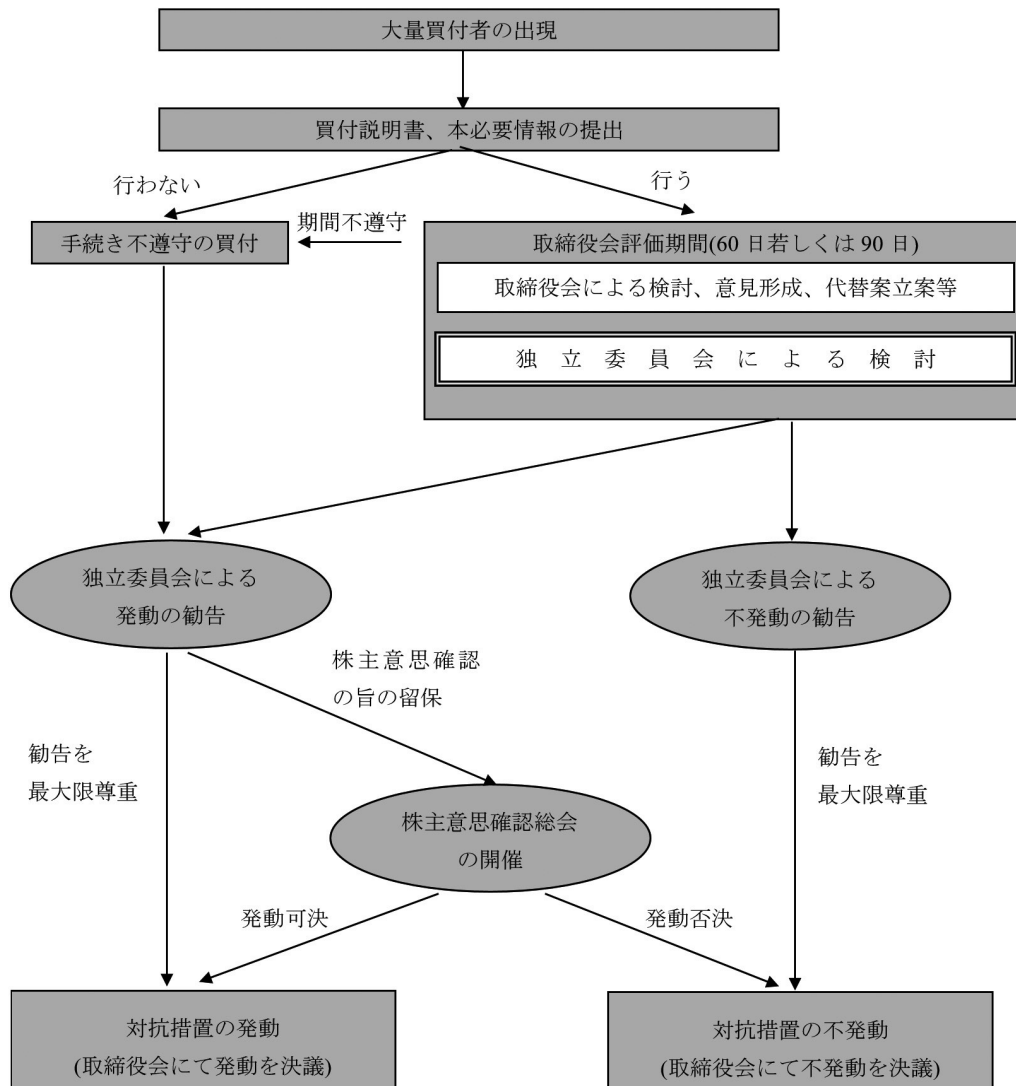 大量買付者の出現
買付説明書、本必要情報の提出
行わない
行う
手続き不遵守の買付
期間不遵守
取締役会評価期間(60 日若しくは 90 日)
取締役会による検討、意見形成、代替案立案等
独 立 委 員 会 に よ る 検 討
独立委員会による
発動の勧告
独立委員会による
不発動の勧告
株主意思確認
の旨の留保
勧告を
最大限尊重
勧告を
最大限尊重
株主意思確認総会
の開催
発動可決
発動否決
対抗措置の発動
(取締役会にて発動を決議)
対抗措置の不発動
(取締役会にて不発動を決議)